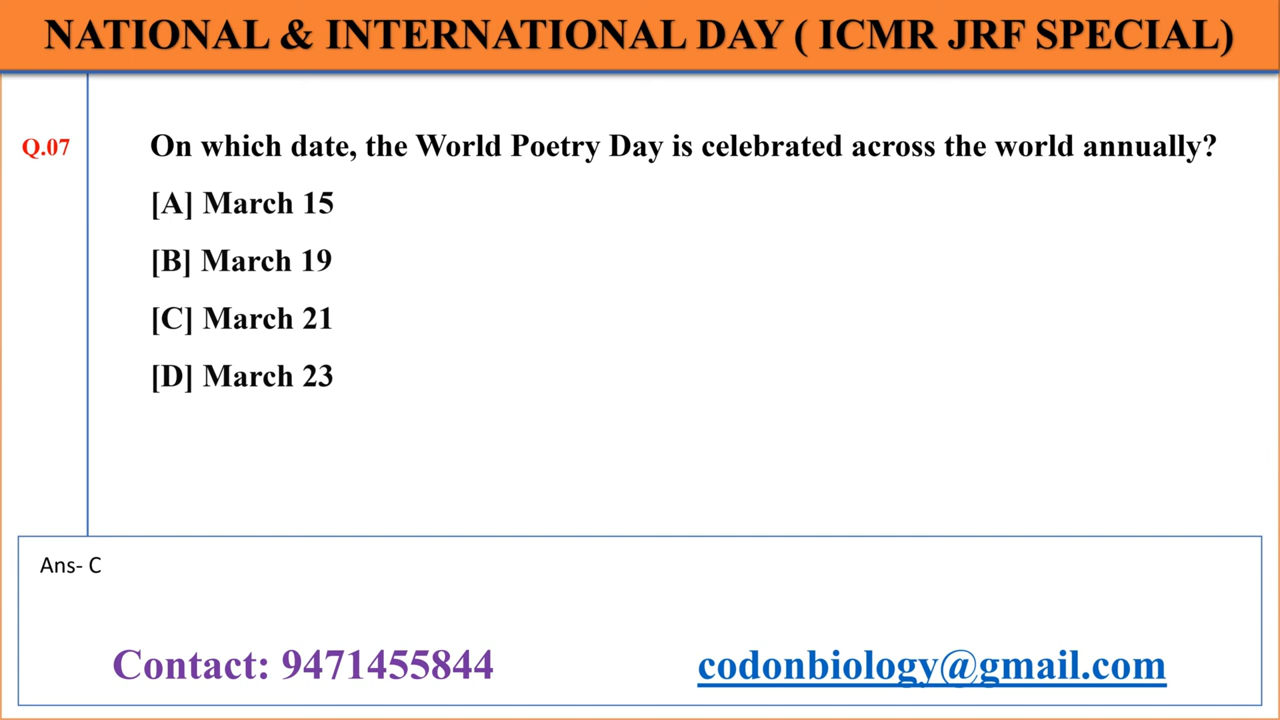 NATIONAL & INTERNATIONAL DAY ( ICMR JRF SPECIAL)
Q.07 On which date, the World Poetry Day is celebrated across the world annually?
[A] March 15
[B] March 19
[C] March 21
[D] March 23
Ans- C
Contact: 9471455844 codonbiology@gmail.com